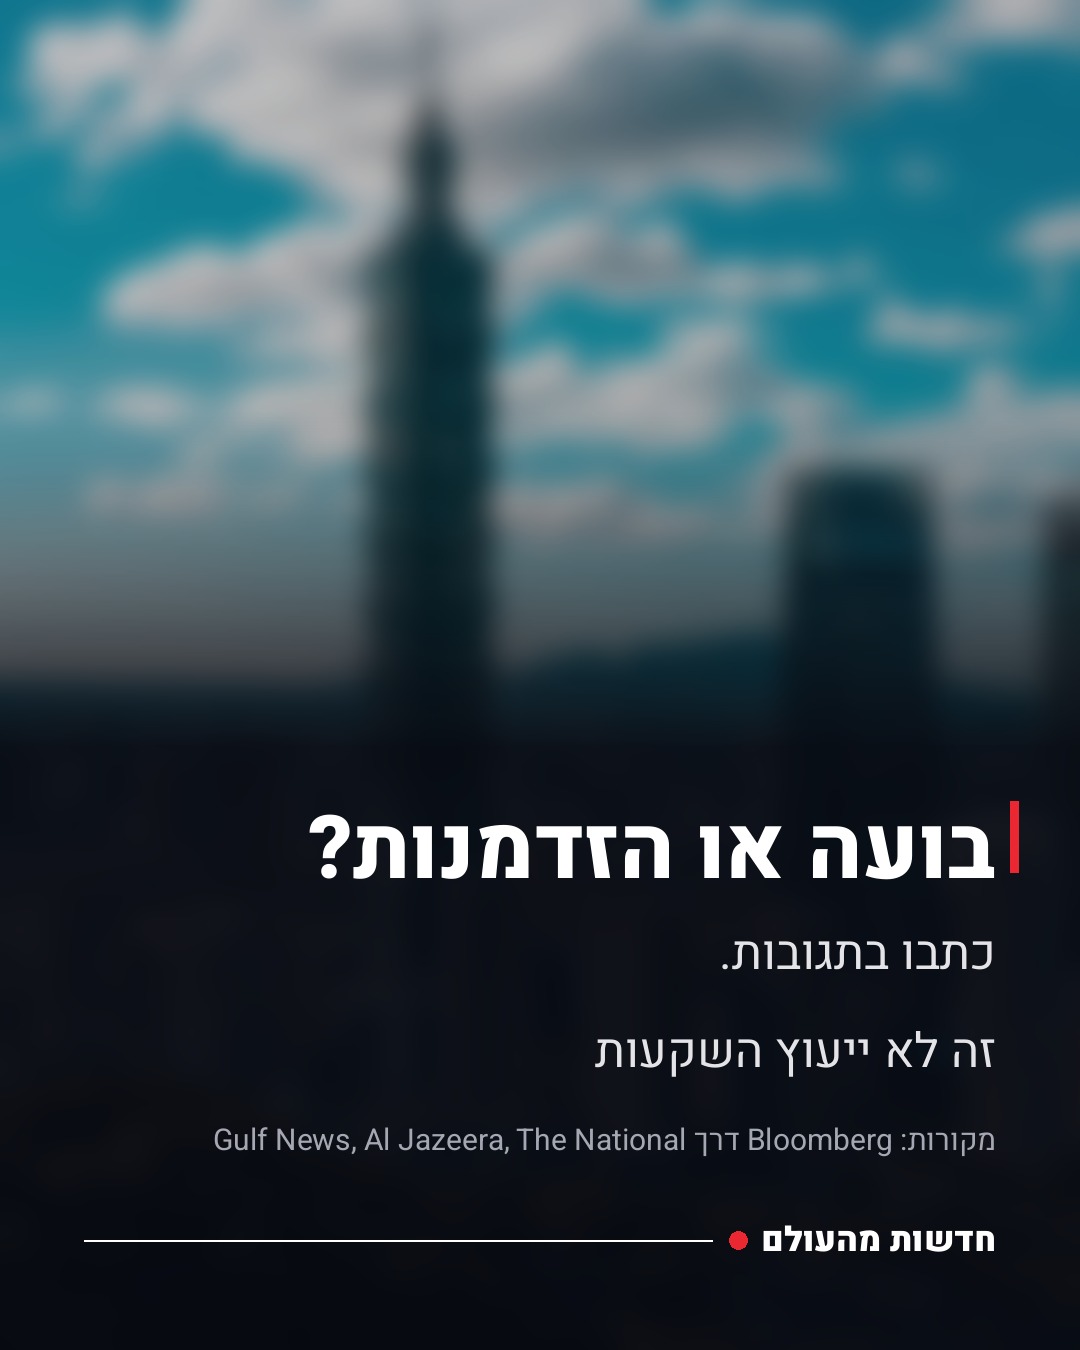 בועה או הזדמנות?
כתבו בתגובות.
זה לא ייעוץ השקעות
מקורות: Bloomberg דרך Gulf News, Al Jazeera, The National
חדשות מהעולם